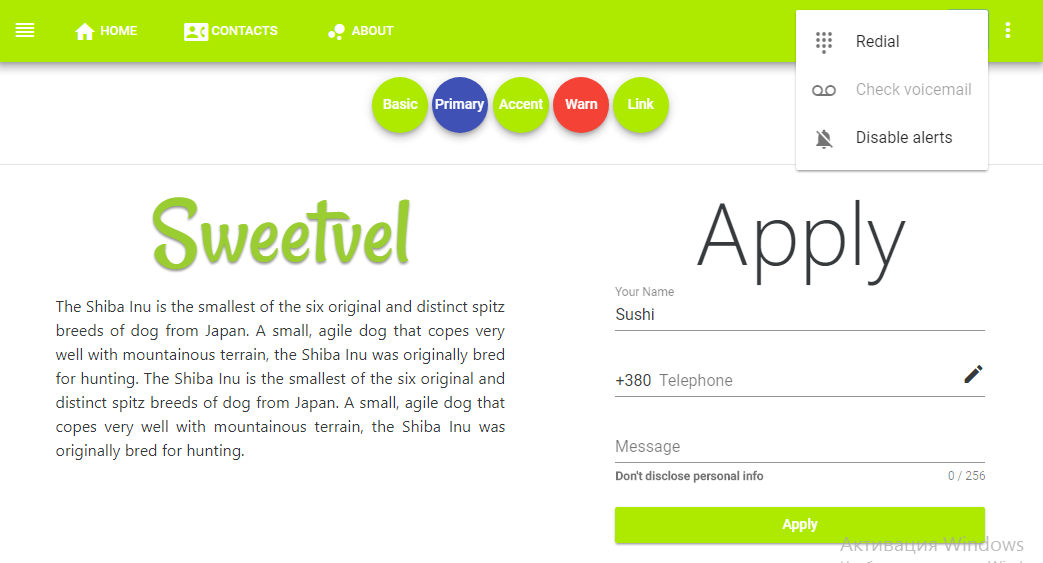 HOME
CONTACTS
ABOUT
Redial
Check voicemail
Disable alerts
Basic
Primary
Accent
Warn
Link
Sweetvel
The Shiba Inu is the smallest of the six original and distinct spitz
breeds of dog from Japan. A small, agile dog that copes very
well with mountainous terrain, the Shiba Inu was originally bred
for hunting. The Shiba Inu is the smallest of the six original and
distinct spitz breeds of dog from Japan. A small, agile dog that
copes very well with mountainous terrain, the Shiba Inu was
originally bred for hunting.
Apply
Your Name
Sushi
+380 Telephone
Message
Don't disclose personal info
0 / 256
Apply
Активация Windows